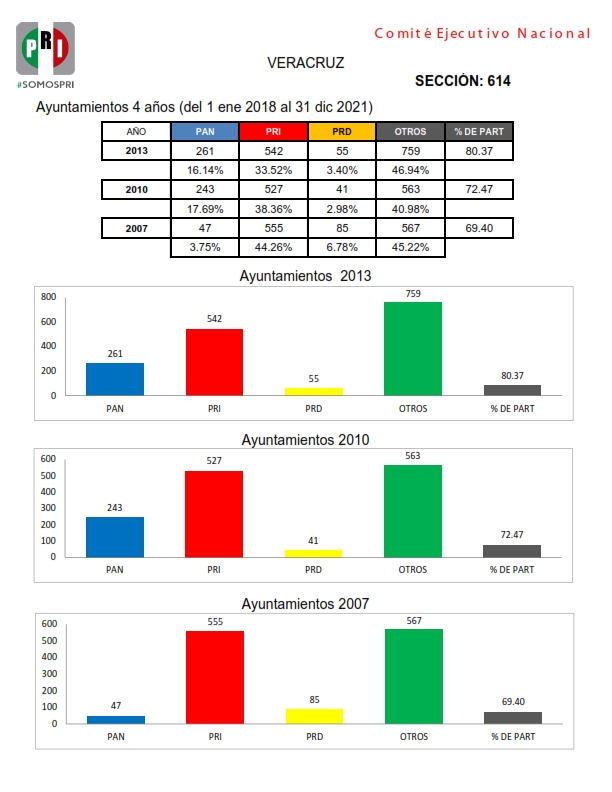 PRI
#SOMOSPRI
Comité Ejecutivo Nacional
VERACRUZ
SECCIÓN: 614
Ayuntamientos 4 años (del 1 ene 2018 al 31 dic 2021)
AÑO PAN PRI PRD OTROS % DE PART
2013 261 542 55 759 80.37
16.14% 33.52% 3.40% 46.94%
2010 243 527 41 563 72.47
17.69% 38.36% 2.98% 40.98%
2007 47 555 85 567 69.40
3.75% 44.26% 6.78% 45.22%
Ayuntamientos 2013
800
600
400
200
0
261 542 55 759 80.37
PAN PRI PRD OTROS % DE PART
Ayuntamientos 2010
600
500
400
300
200
100
0
243 527 41 563 72.47
PAN PRI PRD OTROS % DE PART
Ayuntamientos 2007
600
500
400
300
200
100
0
47 555 85 567 69.40
PAN PRI PRD OTROS % DE PART